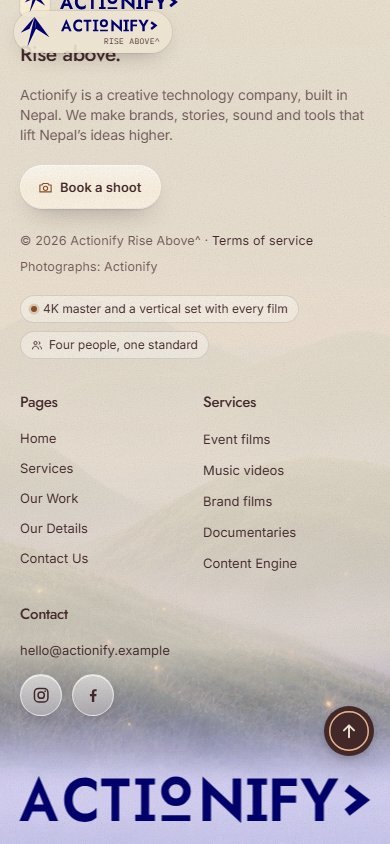 ACTIONIFY>
ACTIONIFY>
RISE ABOVE^
Rise above.
Actionify is a creative technology company, built in
Nepal. We make brands, stories, sound and tools that
lift Nepal's ideas higher.
Book a shoot
© 2026 Actionify Rise Above^ · Terms of service
Photographs: Actionify
4K master and a vertical set with every film
Four people, one standard
Pages
Services
Home
Event films
Services
Music videos
Our Work
Brand films
Our Details
Documentaries
Contact Us
Content Engine
Contact
hello@actionify.example
ACTIONIFY>